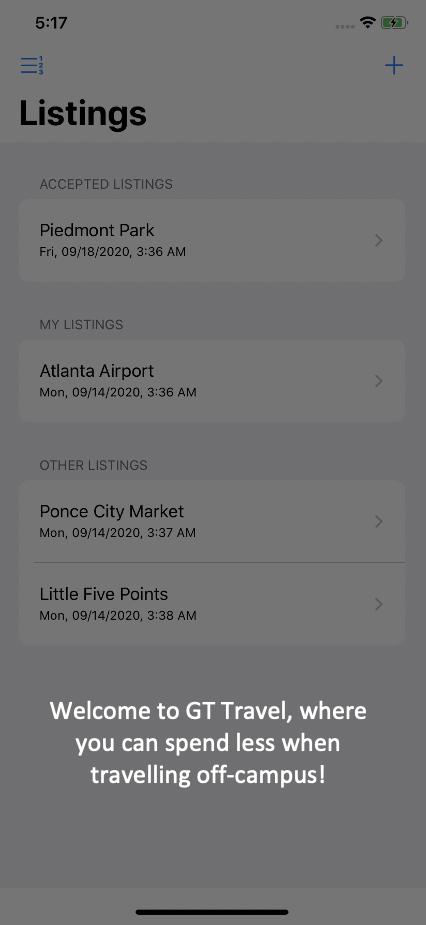 5:17
Listings
ACCEPTED LISTINGS
Piedmont Park
Fri, 09/18/2020, 3:36 AM
MY LISTINGS
Atlanta Airport
Mon, 09/14/2020, 3:36 AM
OTHER LISTINGS
Ponce City Market
Mon, 09/14/2020, 3:37 AM
Little Five Points
Mon, 09/14/2020, 3:38 AM
Welcome to GT Travel, where
you can spend less when
travelling off-campus!